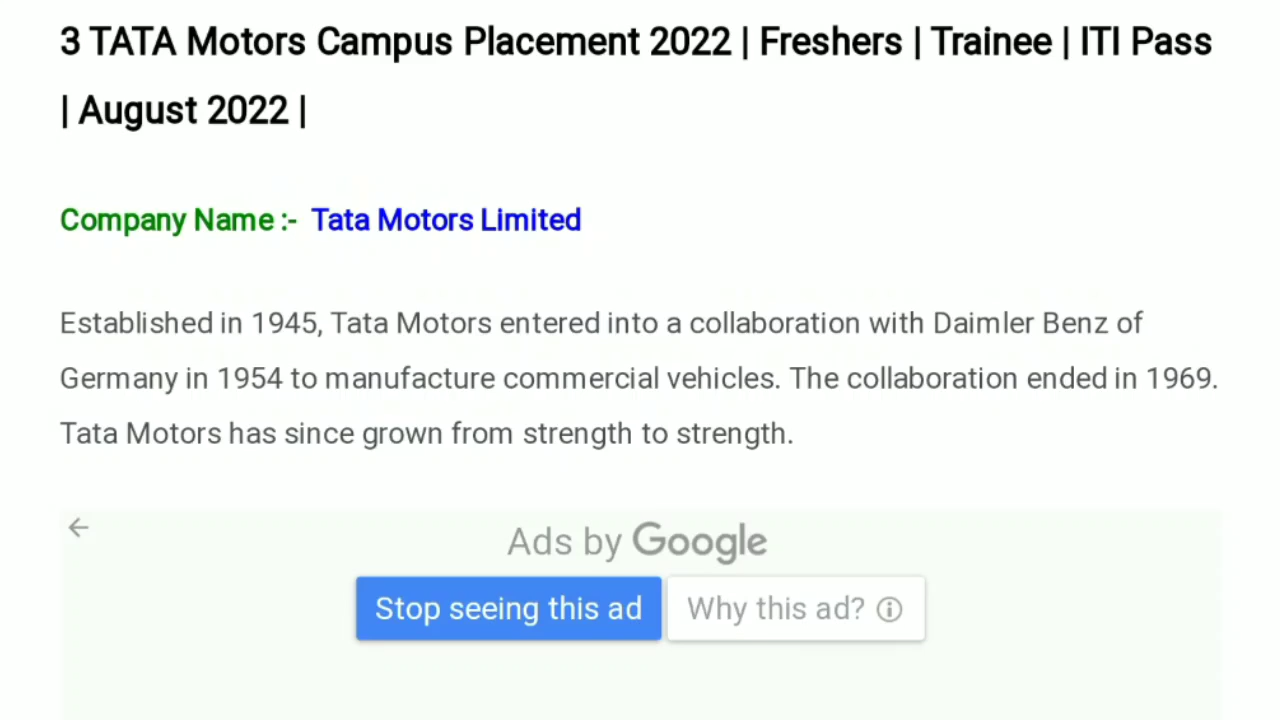 3 TATA Motors Campus Placement 2022 | Freshers | Trainee | ITI Pass
| August 2022 |
Company Name :- Tata Motors Limited
Established in 1945, Tata Motors entered into a collaboration with Daimler Benz of
Germany in 1954 to manufacture commercial vehicles. The collaboration ended in 1969.
Tata Motors has since grown from strength to strength.
Ads by Google
Stop seeing this ad
Why this ad?